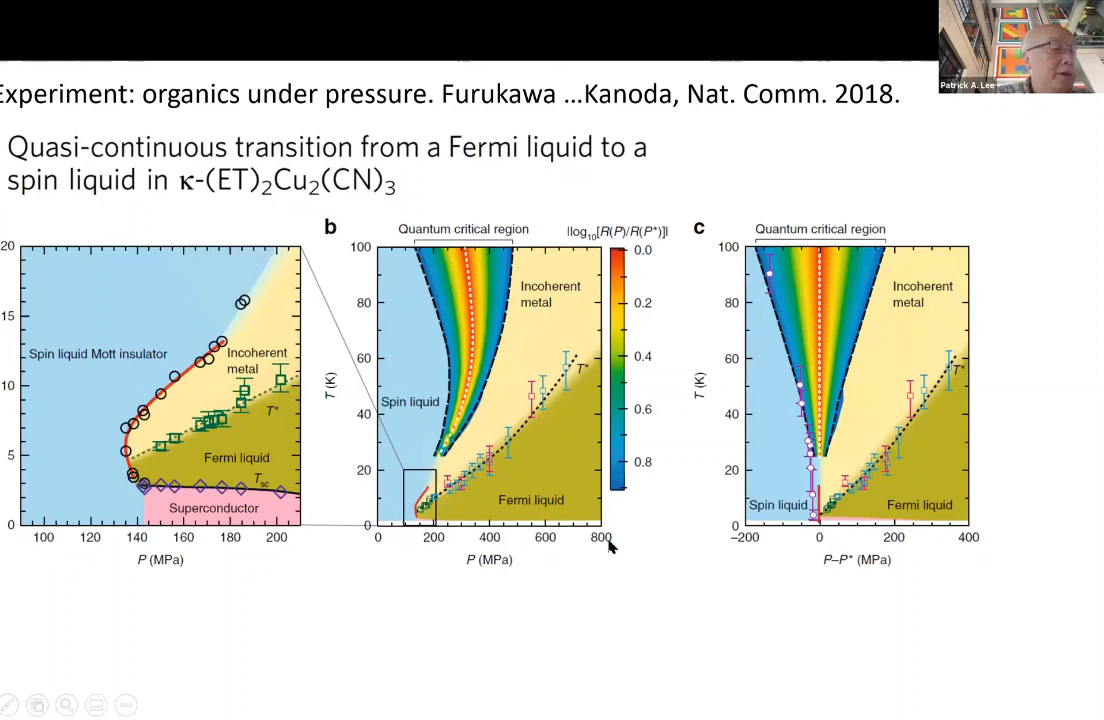 Experiment: organics under pressure. Furukawa …Kanoda, Nat. Comm. 2018.
Patrick A. Lee
Quasi-continuous transition from a Fermi liquid to a
spin liquid in κ-(ET)2Cu2(CN)3
20
15
10
5
0
Spin liquid Mott insulator
Incoherent
metal
T*
Fermi liquid
Tsc
Superconductor
100
120
140
160
180
200
P (MPa)
b
Quantum critical region
|log10[R(P)/R(P*)]|
100
80
60
40
20
0
T (K)
Incoherent
metal
Spin liquid
T*
Fermi liquid
0
200
400
600
800
P (MPa)
0.0
0.2
0.4
0.6
0.8
c
Quantum critical region
100
80
60
40
20
0
T (K)
Incoherent
metal
T*
Spin liquid
Fermi liquid
−200
0
200
400
P–P* (MPa)